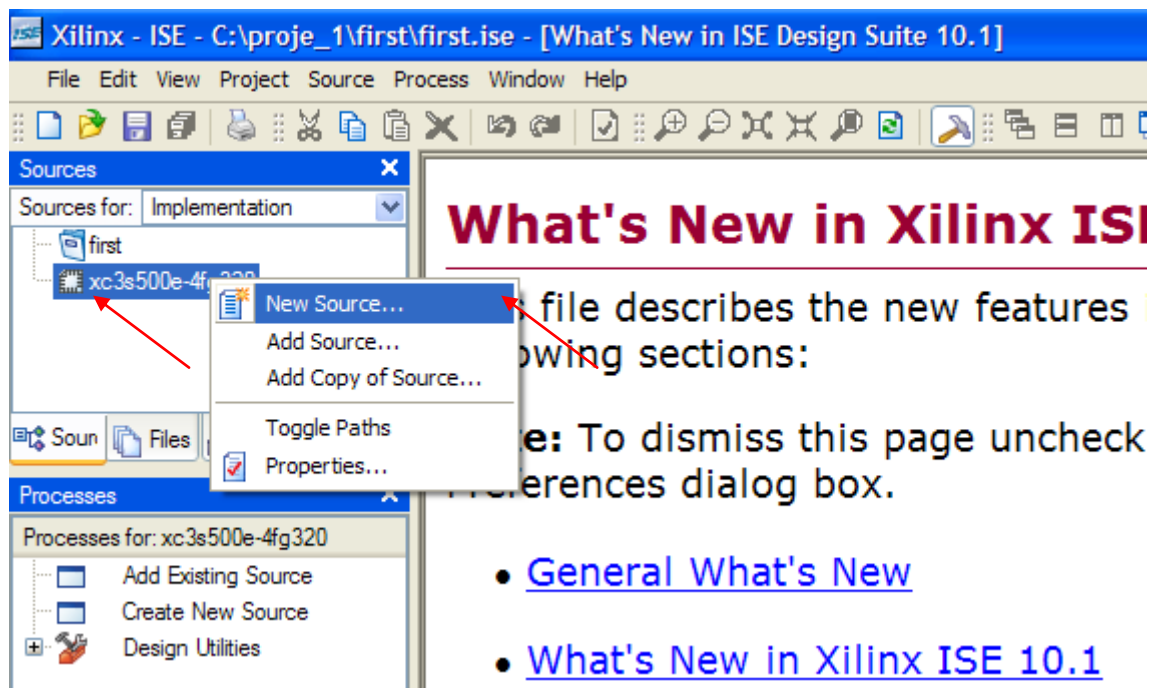 ISE Xilinx - ISE - C:\proje_1\first\first.ise - [What's New in ISE Design Suite 10.1]
File Edit View Project Source Process Window Help
Sources
Sources for: Implementation
first
xc3s500e-4fg320
New Source...
Add Source...
Add Copy of Source...
Toggle Paths
Properties...
Sour Files
Processes
Processes for: xc3s500e-4fg320
Add Existing Source
Create New Source
Design Utilities
What's New in Xilinx ISE
file describes the new features
owing sections:
e: To dismiss this page uncheck
erences dialog box.
• General What's New
• What's New in Xilinx ISE 10.1